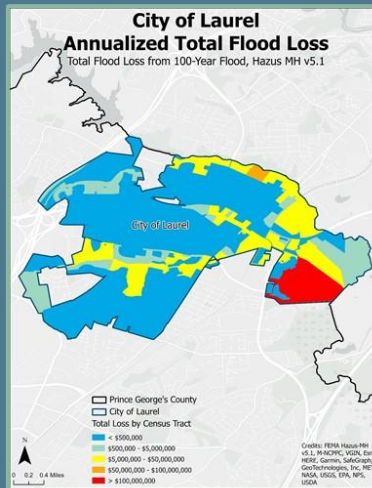 City of Laurel
Annualized Total Flood Loss
Total Flood Loss from 100-Year Flood, Hazus MH v5.1
City of Laurel
Prince George's County
City of Laurel
Total Loss by Census Tract
< $500,000
$500,000 - $5,000,000
$5,000,000 - $50,000,000
$50,000,000 - $100,000,000
> $100,000,000
N
0 0.2 0.4 Miles
Credits: FEMA Hazus-MH
v5.1, M-NCPPC, VGIN, Esri
HERE, Garmin, SafeGraph,
GeoTechnologies, Inc, MET
NASA, USGS, EPA, NPS,
USDA